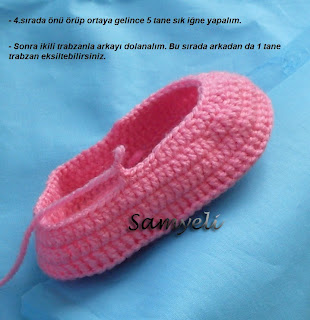 - 4.sırada önü örüp ortaya gelince 5 tane sık iğne yapalım.
- Sonra ikili trabzanla arkayı dolanalım. Bu sırada arkadan da 1 tane
trabzan eksiltebilirsiniz.
Samyeli